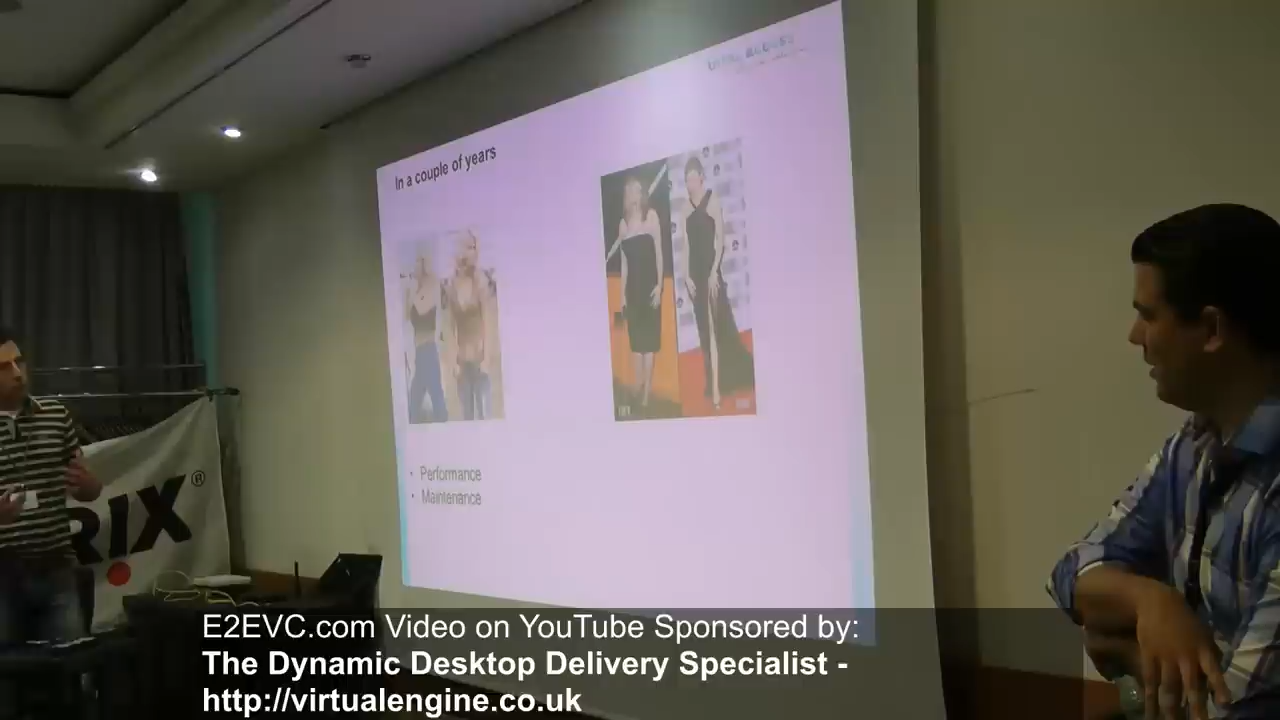 In a couple of years
• Performance
• Maintenance
RIX®
E2EVC.com Video on YouTube Sponsored by:
The Dynamic Desktop Delivery Specialist -
http://virtualengine.co.uk